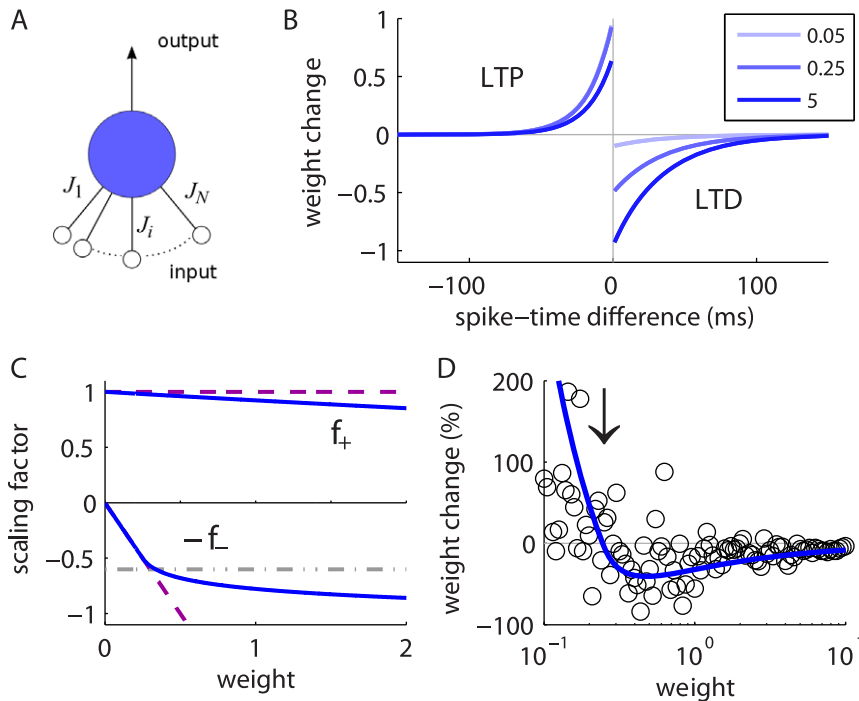 A
output
J1
Ji
JN
input
B
weight change
1
0.5
0
−0.5
−1
LTP
LTD
0.05
0.25
5
−100
0
100
spike−time difference (ms)
C
scaling factor
1
0.5
0
−0.5
−1
f+
−f−
0
1
2
weight
D
weight change (%)
200
100
0
−100
10−1
100
101
weight